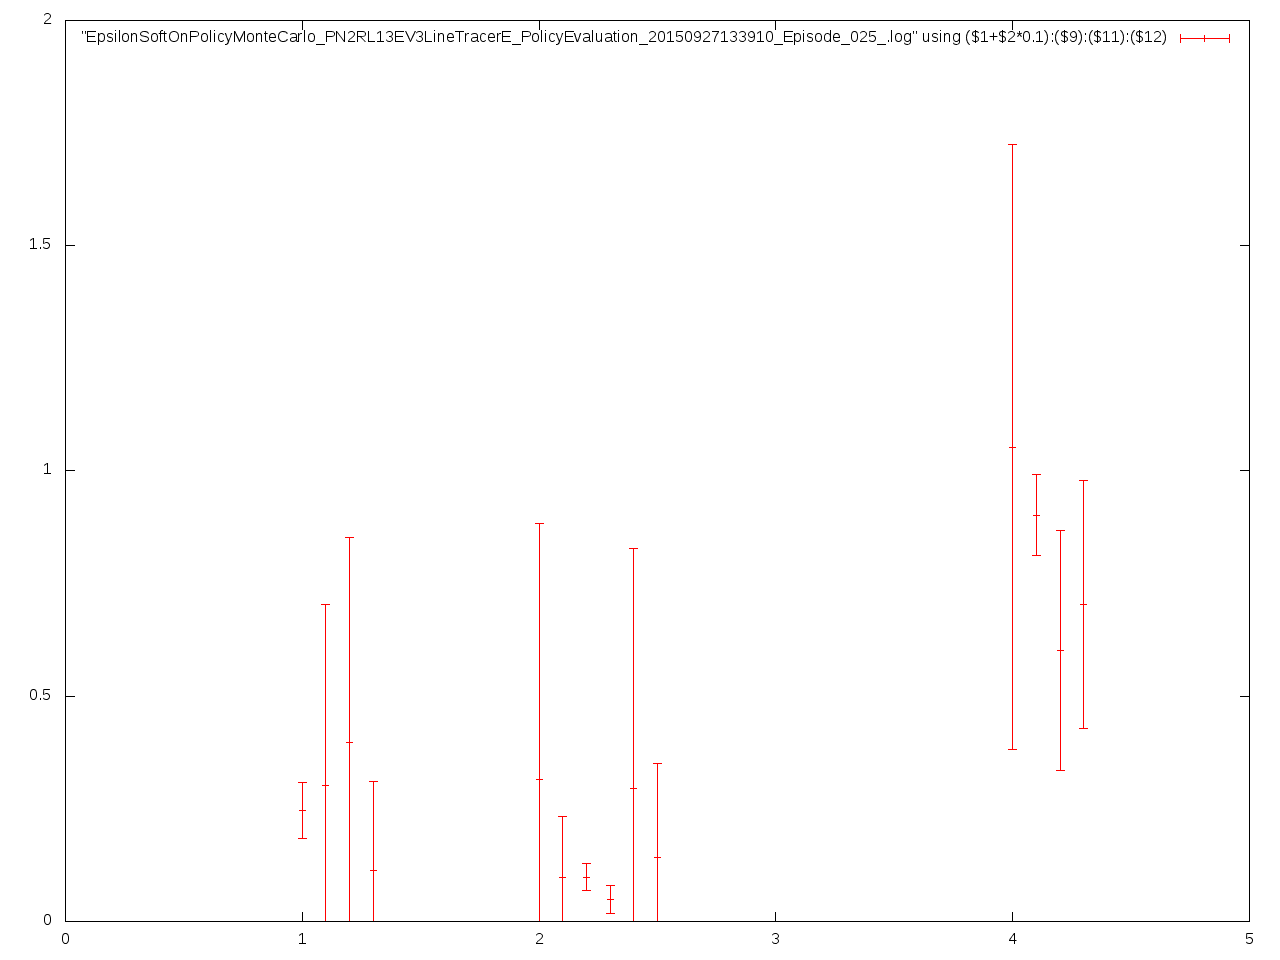 2
"EpsilonSoftOnPolicyMonteCarlo_PN2RL13EV3LineTracerE_PolicyEvaluation_20150927133910_Episode_025_.log" using ($1+$2*0.1):($9):($11):($12)
1.5
1
0.5
0
0 1 2 3 4 5